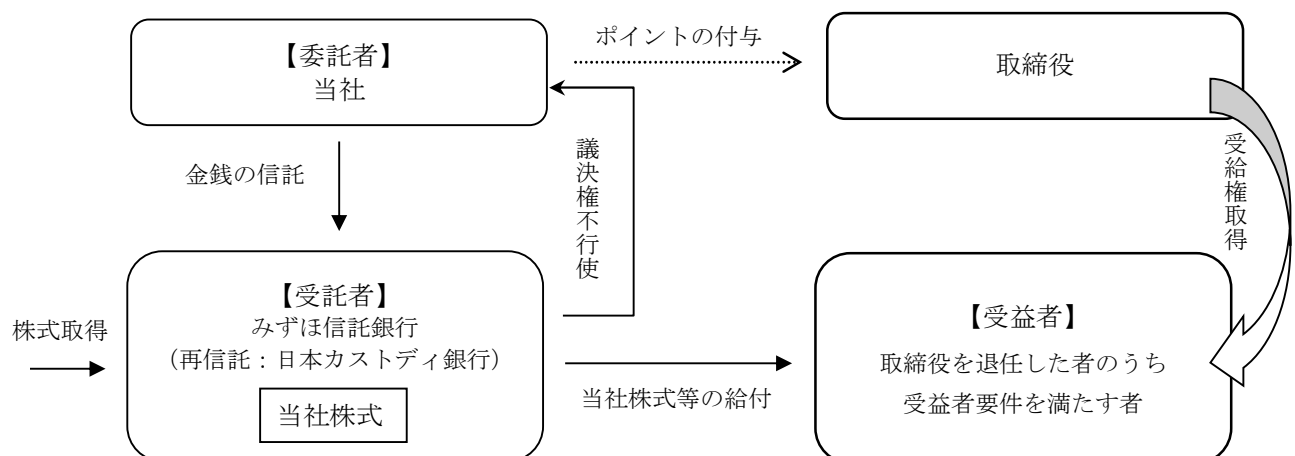 【委託者】
当社
ポイントの付与
取締役
金銭の信託
議決権不行使
受給権取得
株式取得
【受託者】
みずほ信託銀行
（再信託：日本カストディ銀行）
当社株式
当社株式等の給付
【受益者】
取締役を退任した者のうち
受益者要件を満たす者